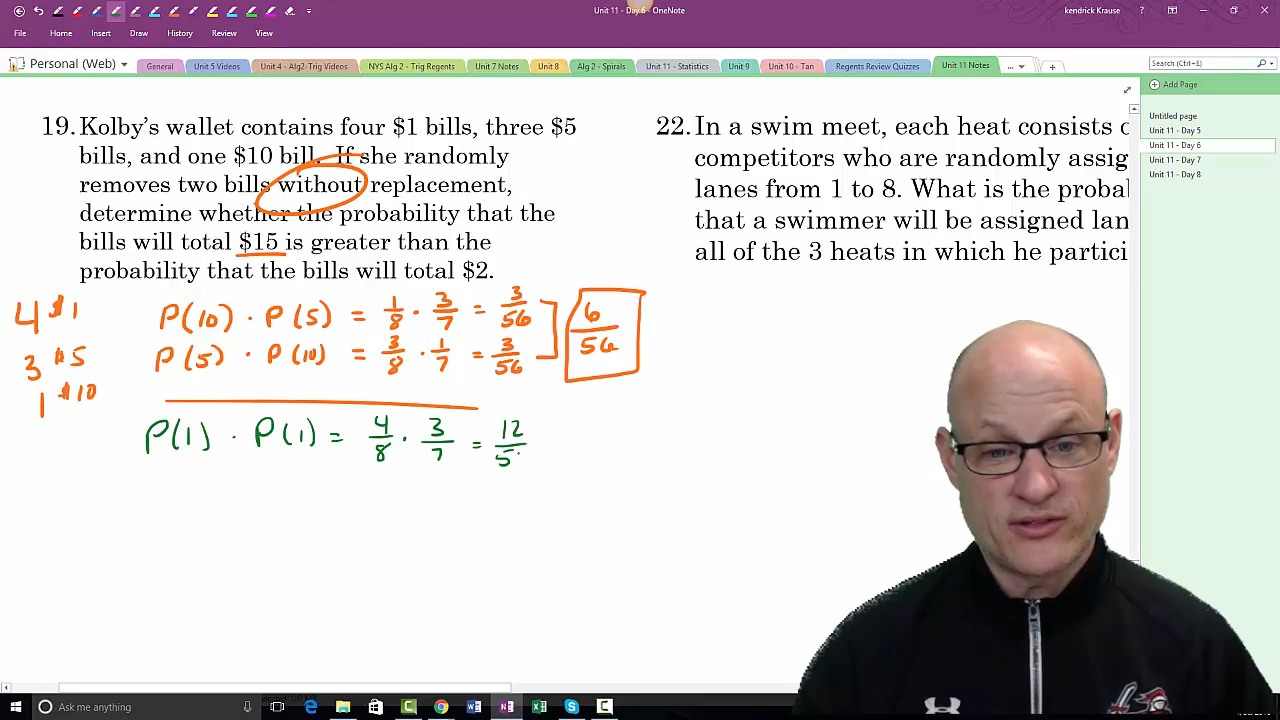 Unit 11 - Day 6 - OneNote
kendrick Krause
File Home Insert Draw History Review View
Personal (Web) General Unit 5 Videos Unit 4 - Alg2-Trig Videos NYS Alg 2 - Trig Regents Unit 7 Notes Unit 8 Alg 2 - Spirals Unit 11 - Statistics Unit 9 Unit 10 - Tan Regents Review Quizzes Unit 11 Notes ...
Search (Ctrl+E)
Add Page
Untitled page
Unit 11 - Day 5
Unit 11 - Day 6
Unit 11 - Day 7
Unit 11 - Day 8
19. Kolby's wallet contains four $1 bills, three $5
bills, and one $10 bill. If she randomly
removes two bills without replacement,
determine whether the probability that the
bills will total $15 is greater than the
probability that the bills will total $2.
22. In a swim meet, each heat consists o
competitors who are randomly assig
lanes from 1 to 8. What is the proba
that a swimmer will be assigned lan
all of the 3 heats in which he partici
4 $1
3 $5
1 $10
P(10) · P(5) = 1/8 · 3/7 = 3/56
P(5) · P(10) = 3/8 · 1/7 = 3/56
6/56
P(1) · P(1) = 4/8 · 3/7 = 12/5
Ask me anything